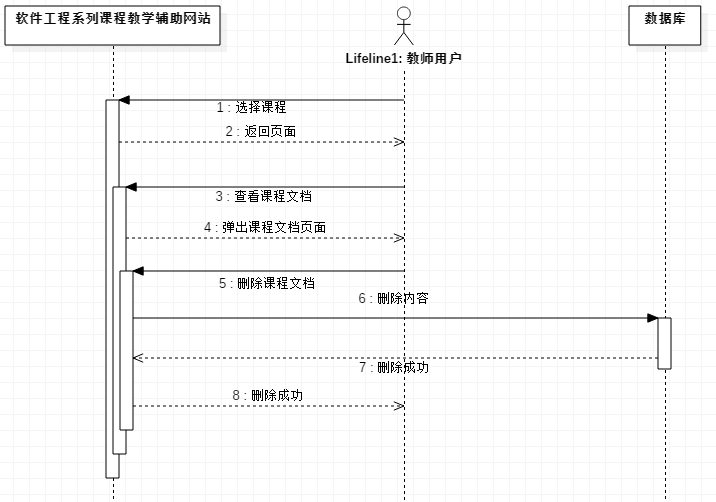 软件工程系列课程教学辅助网站
数据库
Lifeline1: 教师用户
1 : 选择课程
2 : 返回页面
3 : 查看课程文档
4 : 弹出课程文档页面
5 : 删除课程文档
6 : 删除内容
7 : 删除成功
8 : 删除成功